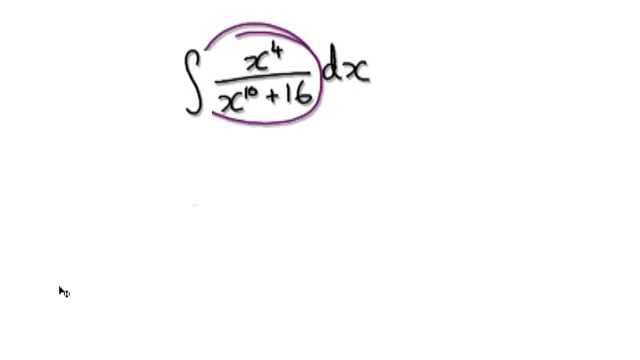 ∫ x⁴/(x¹⁰ + 16) dx